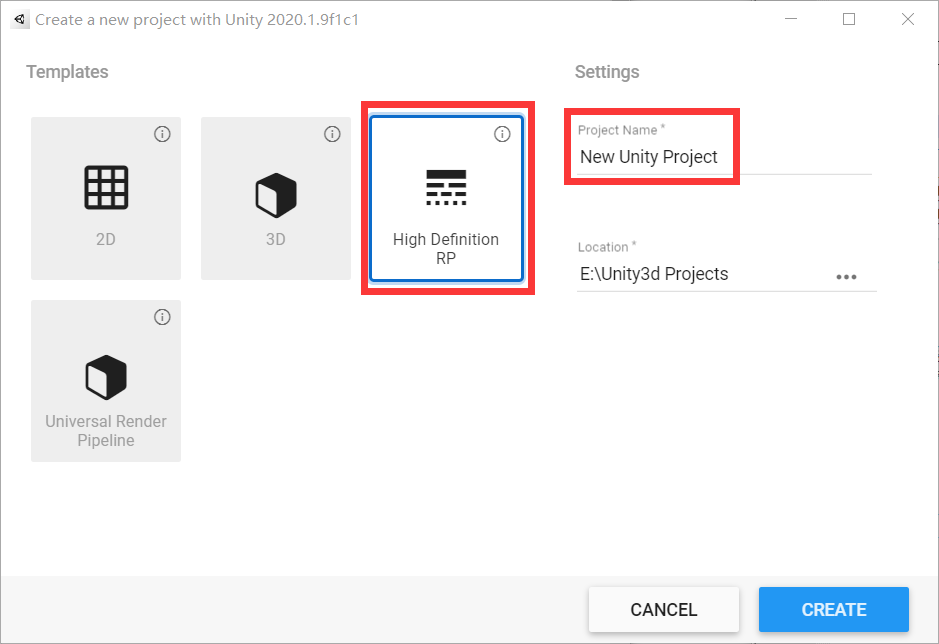 Create a new project with Unity 2020.1.9f1c1
Templates
Settings
2D
3D
High Definition
RP
Project Name *
New Unity Project
Location *
E:\Unity3d Projects
Universal Render
Pipeline
CANCEL
CREATE